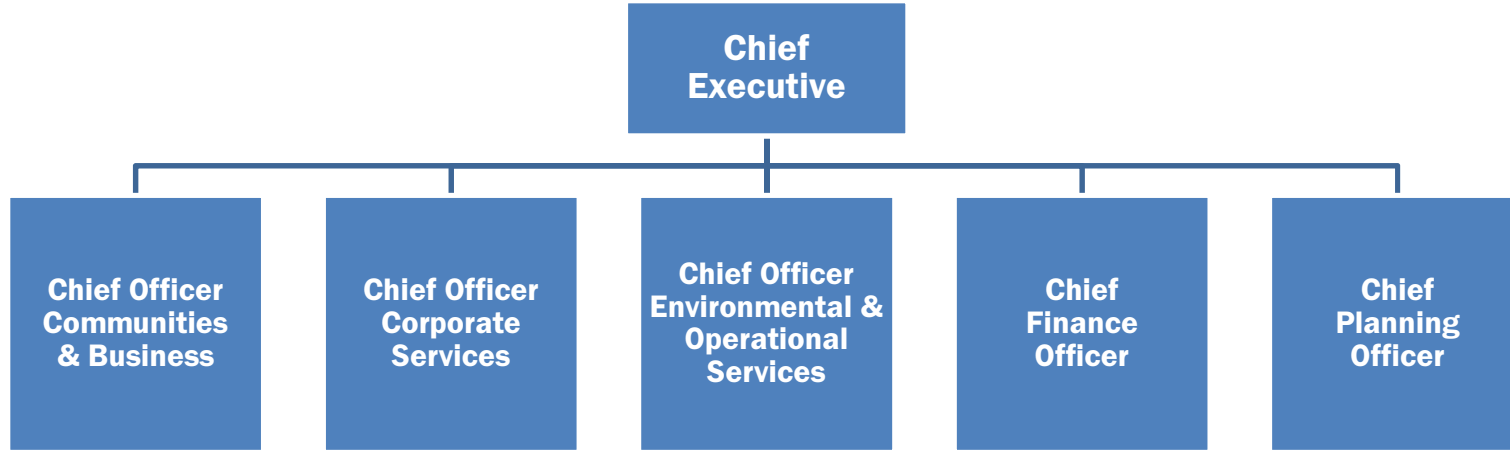 Chief
Executive
Chief Officer
Communities
& Business
Chief Officer
Corporate
Services
Chief Officer
Environmental &
Operational
Services
Chief
Finance
Officer
Chief
Planning
Officer